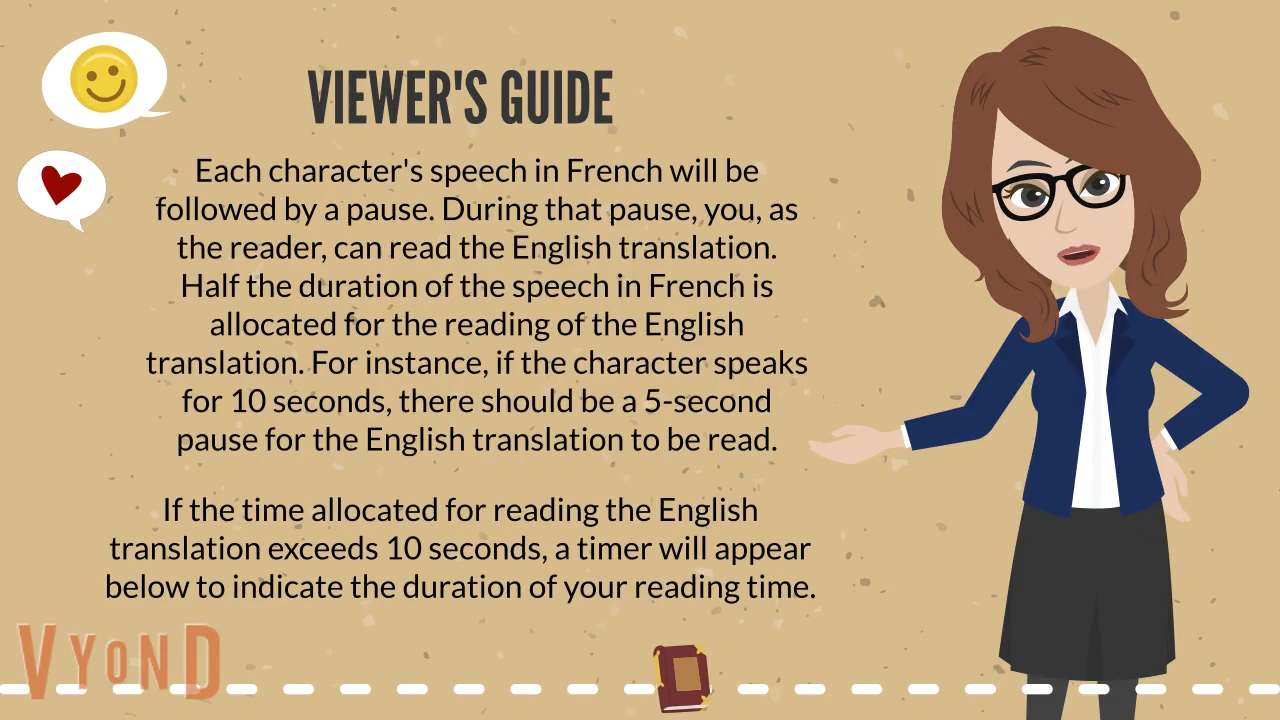 VIEWER'S GUIDE
Each character's speech in French will be
followed by a pause. During that pause, you, as
the reader, can read the English translation.
Half the duration of the speech in French is
allocated for the reading of the English
translation. For instance, if the character speaks
for 10 seconds, there should be a 5-second
pause for the English translation to be read.
If the time allocated for reading the English
translation exceeds 10 seconds, a timer will appear
below to indicate the duration of your reading time.
VYOND